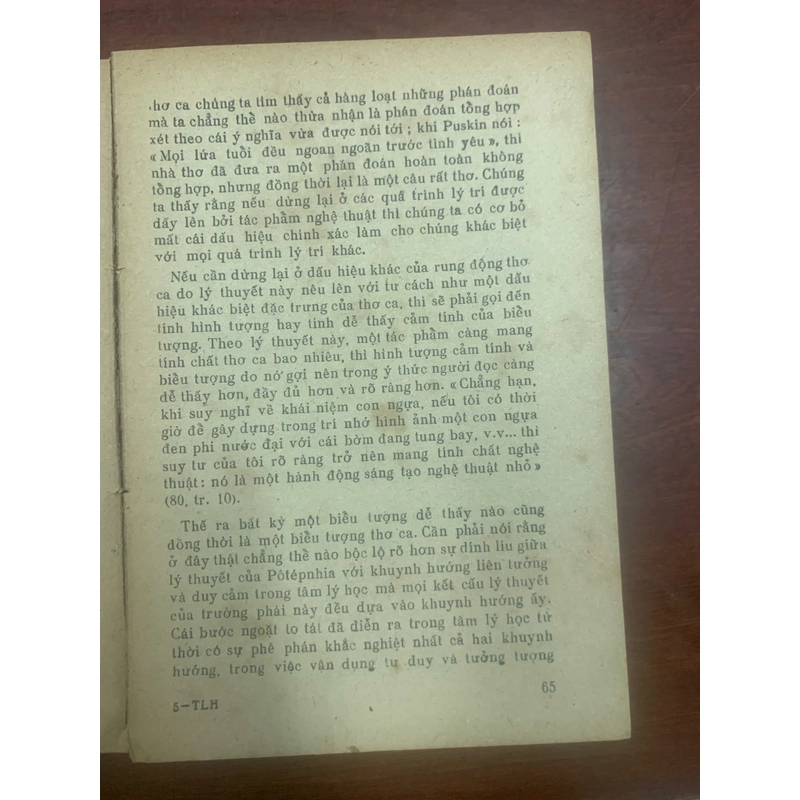 thơ ca chúng ta tìm thấy cả hàng loạt những phán đoán
mà ta chẳng thể nào thừa nhận là phán đoán tổng hợp
xét theo cái ý nghĩa vừa được nói tới ; khi Puskin nói :
« Mọi lứa tuổi đều ngoan ngoãn trước tình yêu », thì
nhà thơ đã đưa ra một phán đoán hoàn toàn không
tổng hợp, nhưng đồng thời lại là một câu rất thơ. Chúng
ta thấy rằng nếu dừng lại ở các quá trình lý trí được
dấy lên bởi tác phẩm nghệ thuật thì chúng ta có cơ bỏ
mất cái dấu hiệu chính xác làm cho chúng khác biệt
với mọi quá trình lý trí khác.
Nếu cần dừng lại ở dấu hiệu khác của rung động thơ
ca do lý thuyết này nêu lên với tư cách như một dấu
hiệu khác biệt đặc trưng của thơ ca, thì sẽ phải gọi đến
tính hình tượng hay tính dễ thấy cảm tính của biểu
tượng. Theo lý thuyết này, một tác phẩm càng mang
tính chất thơ ca bao nhiêu, thì hình tượng cảm tính và
biểu tượng do nó gợi nên trong ý thức người đọc càng
dễ thấy hơn, đầy đủ hơn và rõ ràng hơn. « Chẳng hạn,
khi suy nghĩ về khái niệm con ngựa, nếu tôi có thời
giờ để gây dựng trong trí nhớ hình ảnh một con ngựa
đen phi nước đại với cái bờm đang tung bay, v.v... thì
suy tư của tôi rõ ràng trở nên mang tính chất nghệ
thuật : nó là một hành động sáng tạo nghệ thuật nhỏ »
(80, tr. 10).
Thế ra bất kỳ một biểu tượng dễ thấy nào cũng
đồng thời là một biểu tượng thơ ca. Cần phải nói rằng
ở đây thật chẳng thể nào bộc lộ rõ hơn sự dính líu giữa
lý thuyết của Pôtépnhia với khuynh hướng liên tưởng
và duy cảm trong tâm lý học mà mọi kết cấu lý thuyết
của trường phái này đều dựa vào khuynh hướng ấy.
Cái bước ngoặt to tát đã diễn ra trong tâm lý học từ
thời có sự phê phán khắc nghiệt nhất cả hai khuynh
hướng, trong việc vận dụng tư duy và tưởng tượng
5—TLH
65